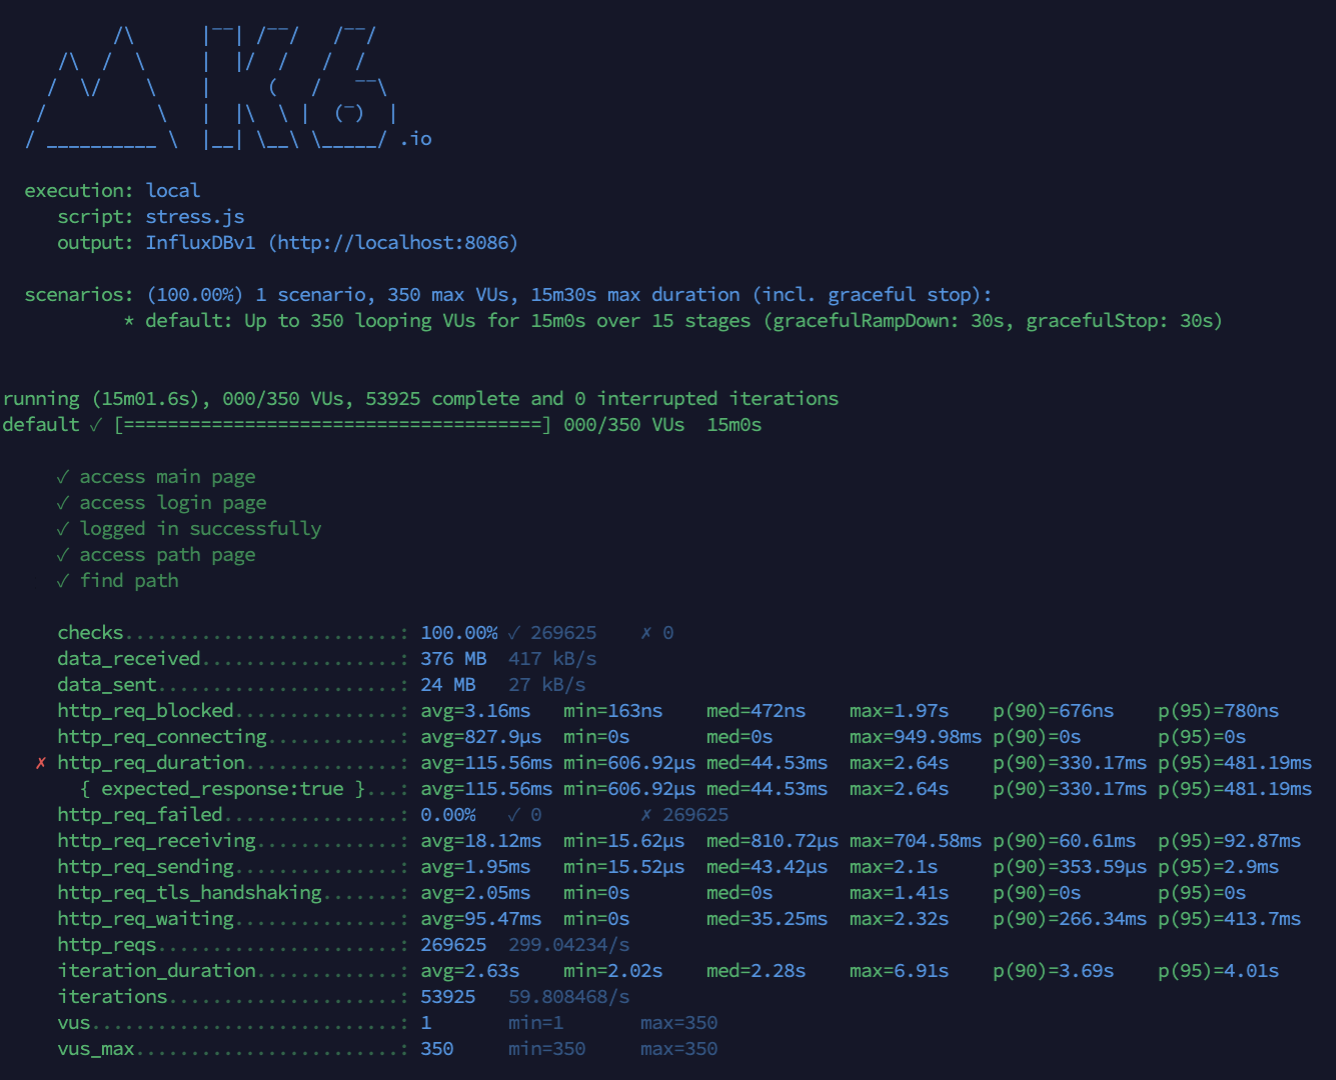 /\      |‾‾| /‾‾/   /‾‾/
     /\  /  \     |  |/  /   /  /
    /  \/    \    |     (   /   ‾‾\
   /          \   |  |\  \ |  (‾)  |
  / __________ \  |__| \__\ \_____/ .io
execution: local
script: stress.js
output: InfluxDBv1 (http://localhost:8086)
scenarios: (100.00%) 1 scenario, 350 max VUs, 15m30s max duration (incl. graceful stop):
* default: Up to 350 looping VUs for 15m0s over 15 stages (gracefulRampDown: 30s, gracefulStop: 30s)
running (15m01.6s), 000/350 VUs, 53925 complete and 0 interrupted iterations
default ✓ [======================================] 000/350 VUs  15m0s
✓ access main page
✓ access login page
✓ logged in successfully
✓ access path page
✓ find path
checks.........................: 100.00% ✓ 269625    ✗ 0
data_received..................: 376 MB  417 kB/s
data_sent......................: 24 MB   27 kB/s
http_req_blocked...............: avg=3.16ms   min=163ns    med=472ns    max=1.97s    p(90)=676ns    p(95)=780ns
http_req_connecting............: avg=827.9µs  min=0s       med=0s       max=949.98ms p(90)=0s       p(95)=0s
✗ http_req_duration..............: avg=115.56ms min=606.92µs med=44.53ms  max=2.64s    p(90)=330.17ms p(95)=481.19ms
{ expected_response:true }...: avg=115.56ms min=606.92µs med=44.53ms  max=2.64s    p(90)=330.17ms p(95)=481.19ms
http_req_failed................: 0.00%   ✓ 0         ✗ 269625
http_req_receiving.............: avg=18.12ms  min=15.62µs  med=810.72µs max=704.58ms p(90)=60.61ms  p(95)=92.87ms
http_req_sending...............: avg=1.95ms   min=15.52µs  med=43.42µs  max=2.1s     p(90)=353.59µs p(95)=2.9ms
http_req_tls_handshaking.......: avg=2.05ms   min=0s       med=0s       max=1.41s    p(90)=0s       p(95)=0s
http_req_waiting...............: avg=95.47ms  min=0s       med=35.25ms  max=2.32s    p(90)=266.34ms p(95)=413.7ms
http_reqs......................: 269625  299.04234/s
iteration_duration.............: avg=2.63s    min=2.02s    med=2.28s    max=6.91s    p(90)=3.69s    p(95)=4.01s
iterations.....................: 53925   59.808468/s
vus............................: 1       min=1       max=350
vus_max........................: 350     min=350     max=350